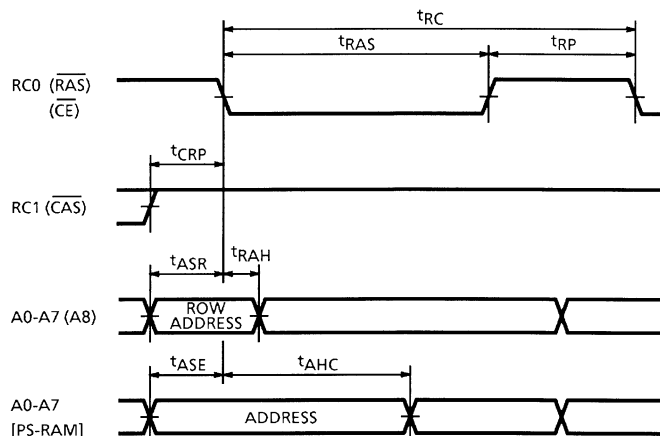 tRC
tRAS
tRP
RC0 (RAS)
(CE)
tCRP
RC1 (CAS)
tASR
tRAH
A0-A7 (A8)
ROW
ADDRESS
tASE
tAHC
A0-A7
[PS-RAM]
ADDRESS